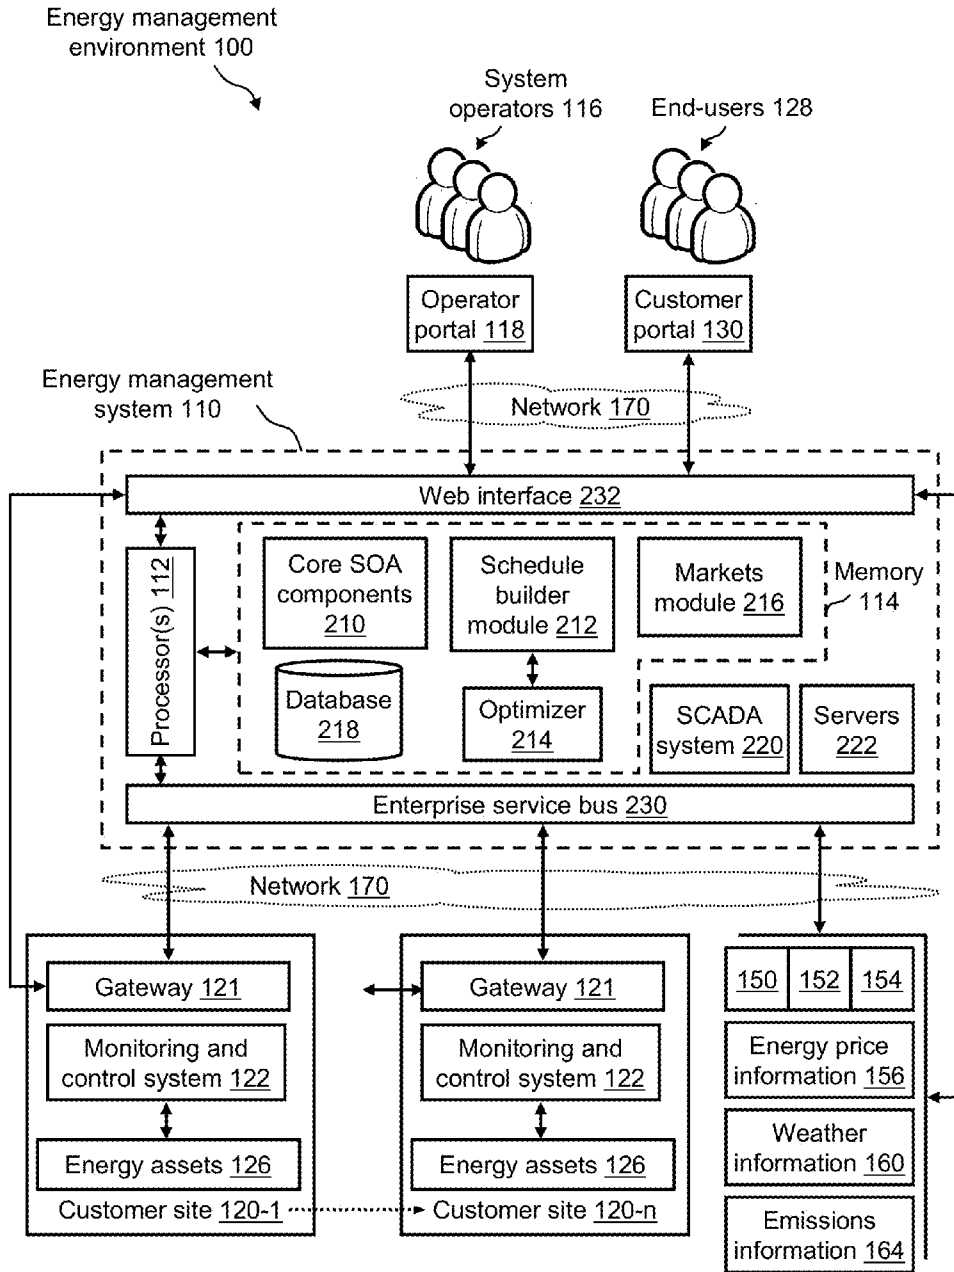 Energy management
environment 100
System
operators 116
End-users 128
Operator
portal 118
Customer
portal 130
Energy management
system 110
Network 170
Web interface 232
Processor(s) 112
Core SOA
components
210
Schedule
builder
module 212
Markets
module 216
Memory
114
Database
218
Optimizer
214
SCADA
system 220
Servers
222
Enterprise service bus 230
Network 170
Gateway 121
Monitoring and
control system 122
Energy assets 126
Customer site 120-1
Gateway 121
Monitoring and
control system 122
Energy assets 126
Customer site 120-n
150 152 154
Energy price
information 156
Weather
information 160
Emissions
information 164